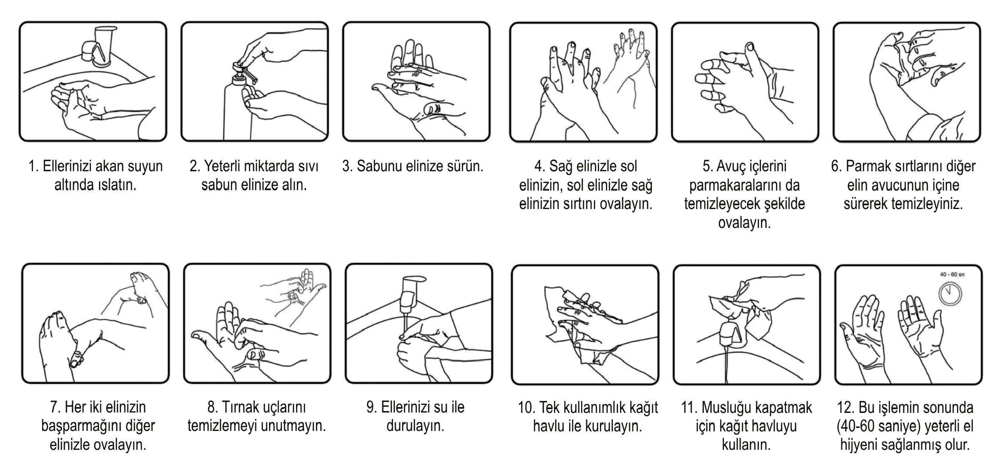 1. Ellerinizi akan suyun
altında ıslatın.
2. Yeterli miktarda sıvı
sabun elinize alın.
3. Sabunu elinize sürün.
4. Sağ elinizle sol
elinizin, sol elinizle sağ
elinizin sırtını ovalayın.
5. Avuç içlerini
parmakaralarını da
temizleyecek şekilde
ovalayın.
6. Parmak sırtlarını diğer
elin avucunun içine
sürerek temizleyiniz.
7. Her iki elinizin
başparmağını diğer
elinizle ovalayın.
8. Tırnak uçlarını
temizlemeyi unutmayın.
9. Ellerinizi su ile
durulayın.
10. Tek kullanımlık kağıt
havlu ile kurulayın.
11. Musluğu kapatmak
için kağıt havluyu
kullanın.
40 - 60 sn
12. Bu işlemin sonunda
(40-60 saniye) yeterli el
hijyeni sağlanmış olur.